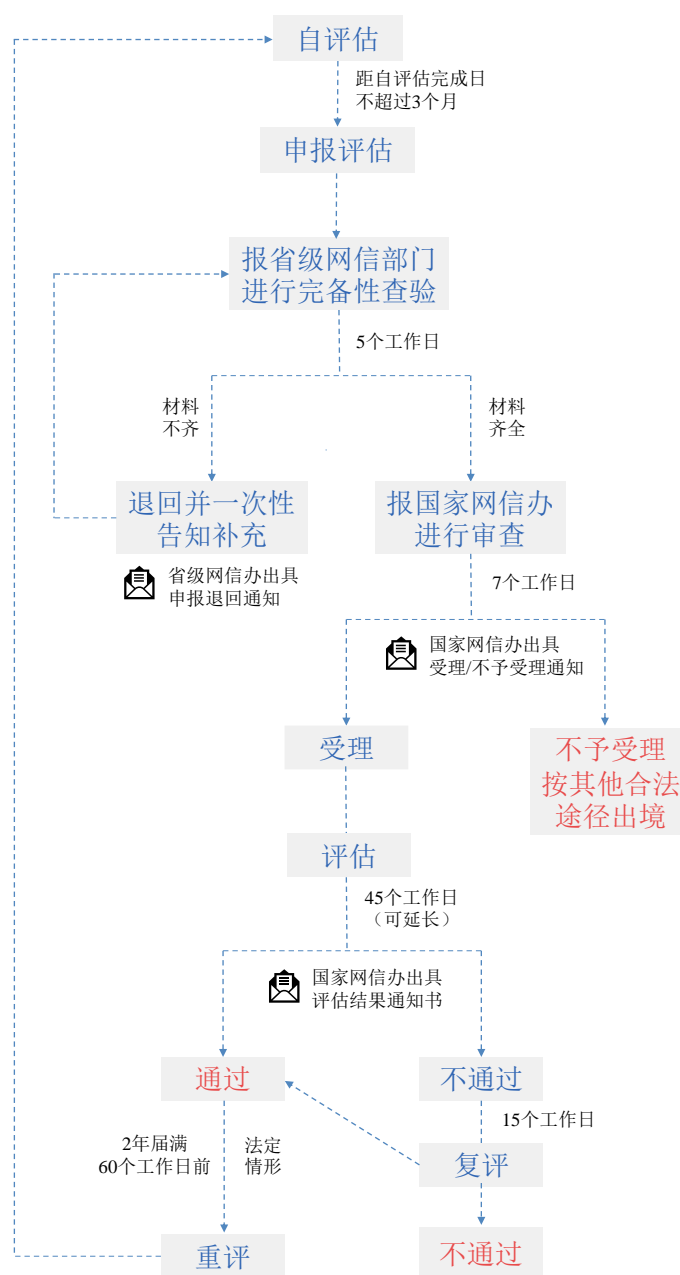 自评估
距自评估完成日
不超过3个月
申报评估
报省级网信部门
进行完备性查验
5个工作日
材料
不齐
材料
齐全
退回并一次性
告知补充
报国家网信办
进行审查
省级网信办出具
申报退回通知
7个工作日
国家网信办出具
受理/不予受理通知
受理
不予受理
按其他合法
途径出境
评估
45个工作日
（可延长）
国家网信办出具
评估结果通知书
通过
不通过
15个工作日
2年届满
60个工作日前
法定
情形
复评
重评
不通过